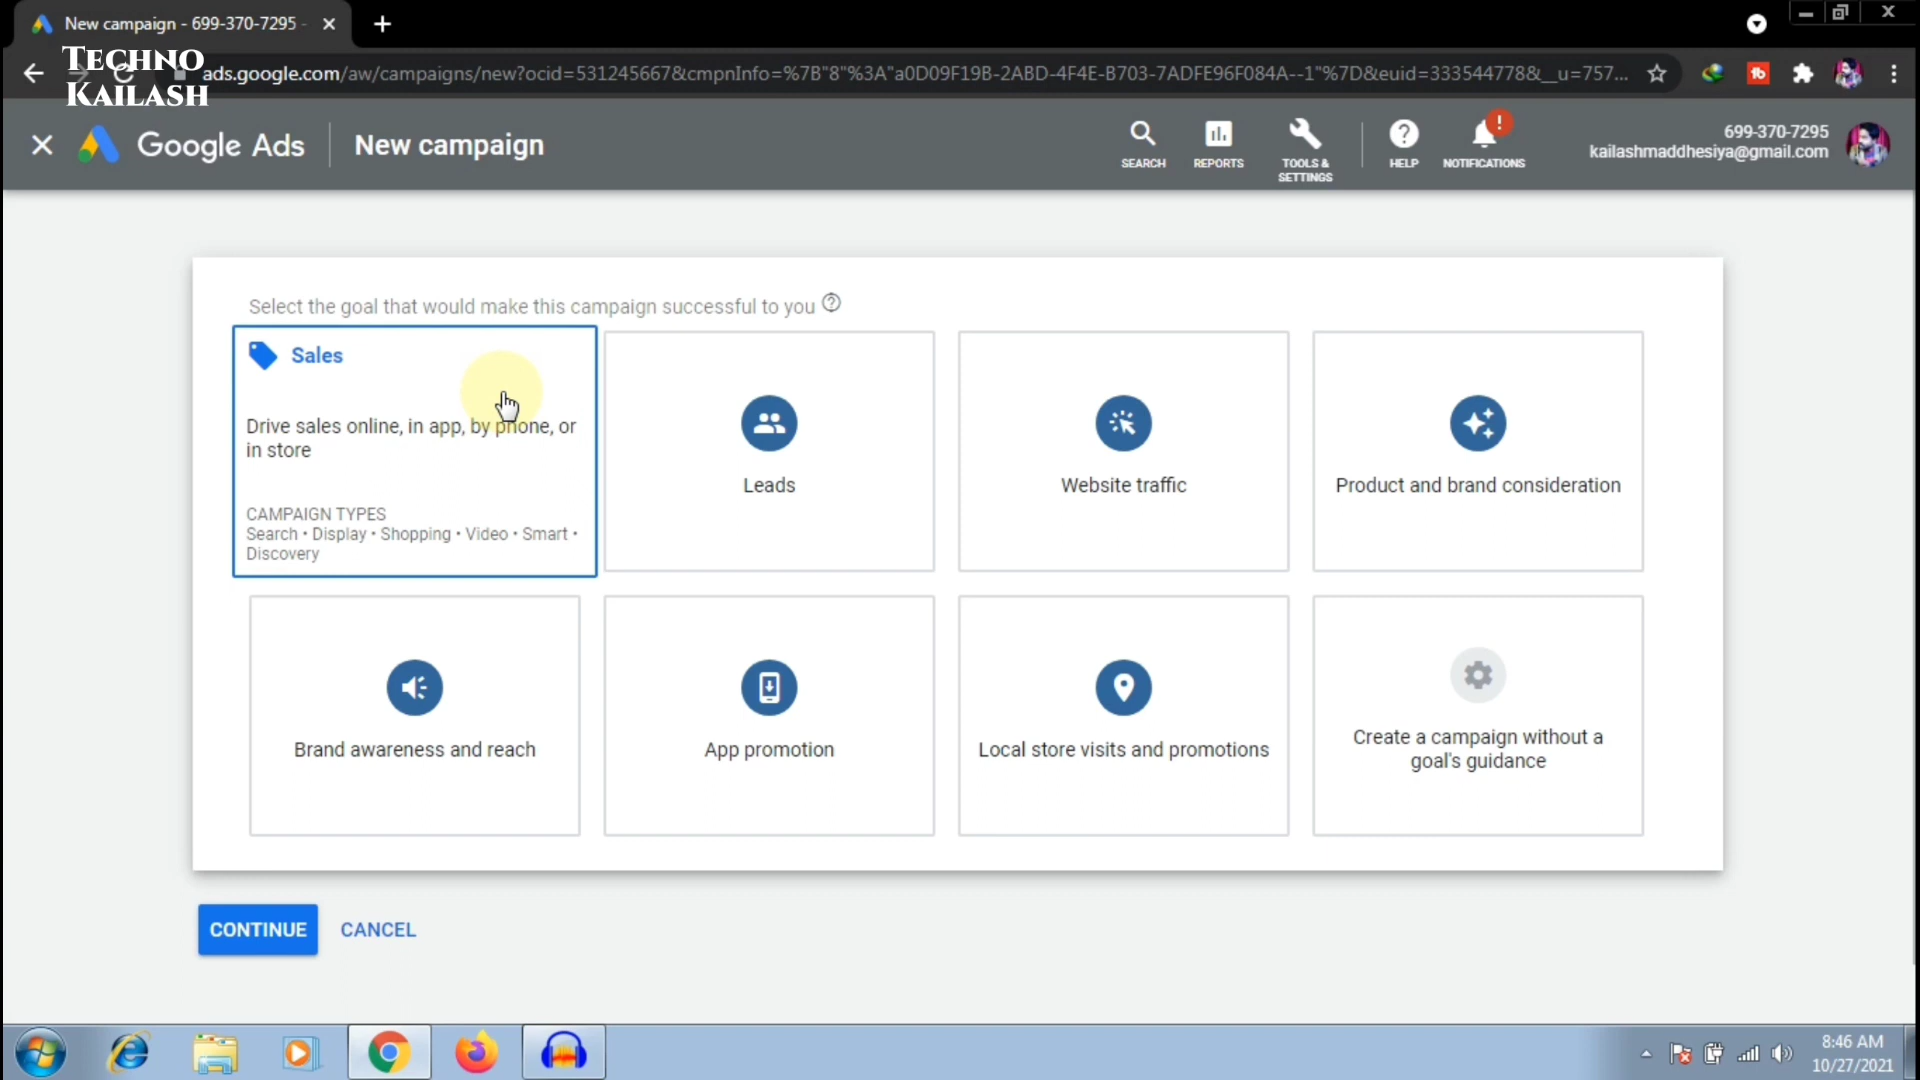 New campaign - 699-370-7295 -
TECHNO
KAILASH
ads.google.com/aw/campaigns/new?ocid=531245667&cmpnInfo=%7B"8"%3A"a0D09F19B-2ABD-4F4E-B703-7ADFE96F084A--1"%7D&euid=333544778&__u=757...
Google Ads
New campaign
SEARCH
REPORTS
TOOLS &
SETTINGS
HELP
!
NOTIFICATIONS
699-370-7295
kailashmaddhesiya@gmail.com
Select the goal that would make this campaign successful to you
Sales
Drive sales online, in app, by phone, or
in store
CAMPAIGN TYPES
Search • Display • Shopping • Video • Smart •
Discovery
Leads
Website traffic
Product and brand consideration
Brand awareness and reach
App promotion
Local store visits and promotions
Create a campaign without a
goal's guidance
CONTINUE
CANCEL
8:46 AM
10/27/2021